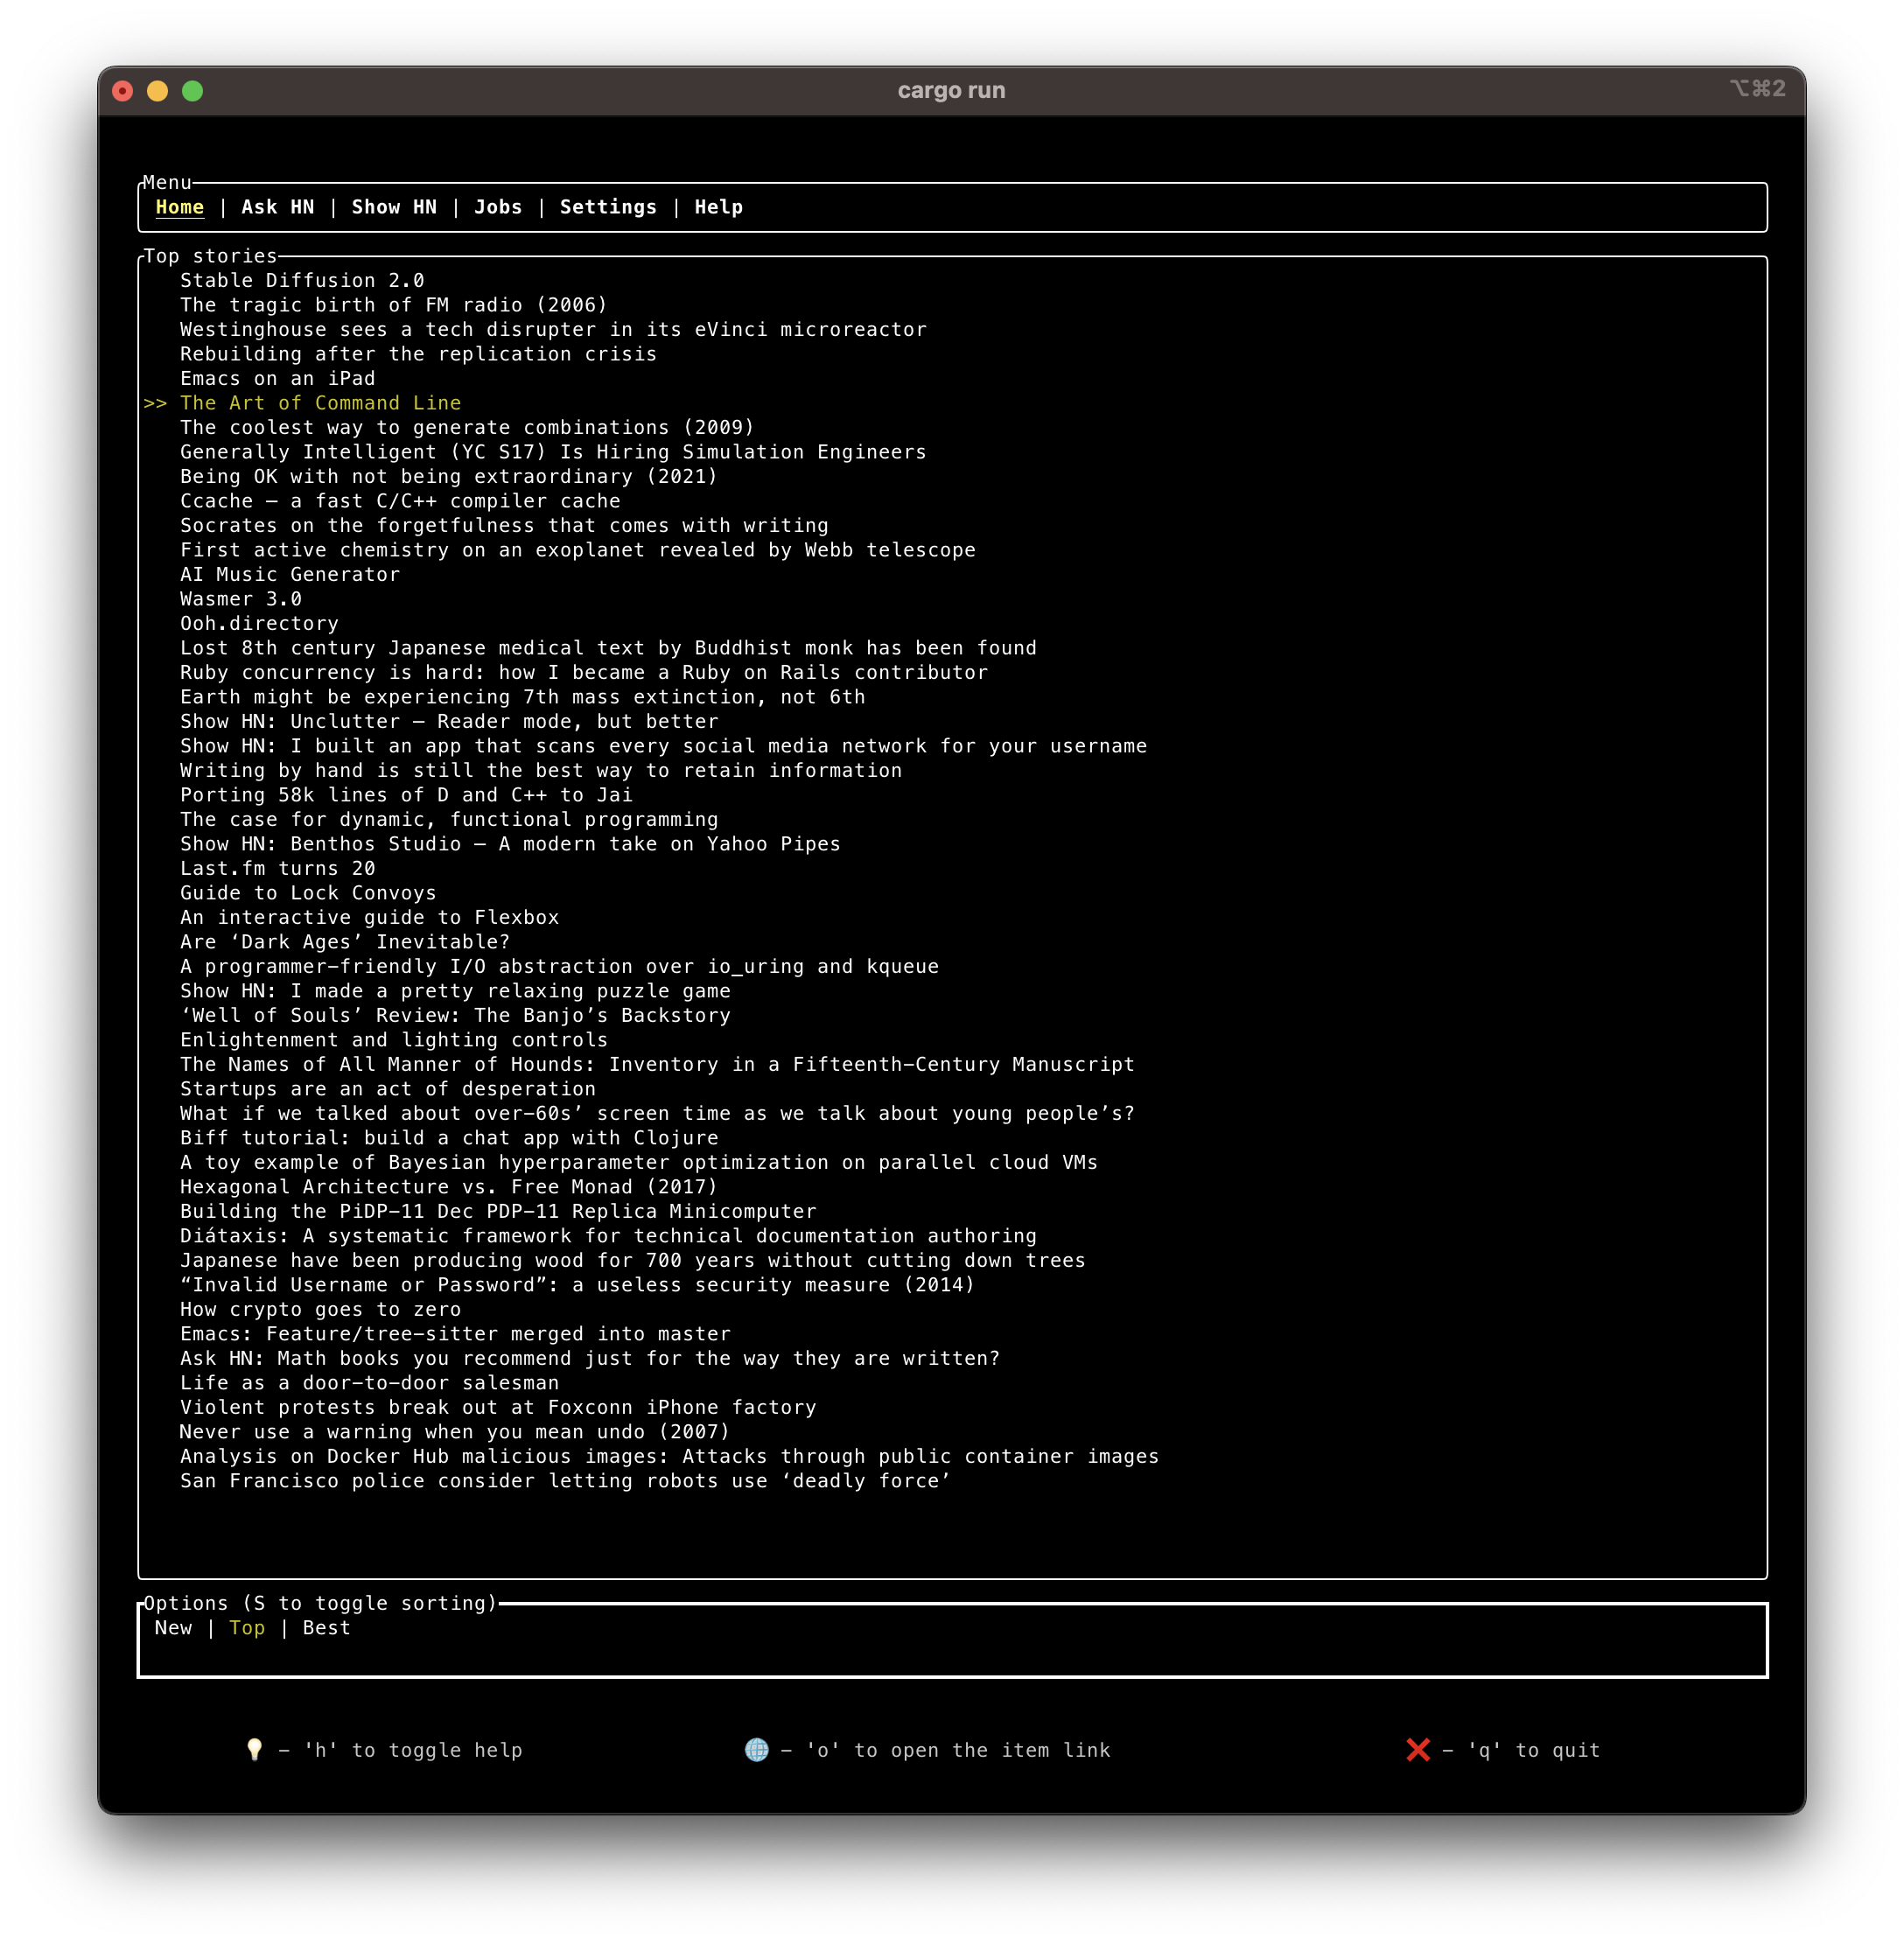 cargo run
⌥⌘2
Menu
Home | Ask HN | Show HN | Jobs | Settings | Help
Top stories
Stable Diffusion 2.0
The tragic birth of FM radio (2006)
Westinghouse sees a tech disrupter in its eVinci microreactor
Rebuilding after the replication crisis
Emacs on an iPad
>> The Art of Command Line
The coolest way to generate combinations (2009)
Generally Intelligent (YC S17) Is Hiring Simulation Engineers
Being OK with not being extraordinary (2021)
Ccache – a fast C/C++ compiler cache
Socrates on the forgetfulness that comes with writing
First active chemistry on an exoplanet revealed by Webb telescope
AI Music Generator
Wasmer 3.0
Ooh.directory
Lost 8th century Japanese medical text by Buddhist monk has been found
Ruby concurrency is hard: how I became a Ruby on Rails contributor
Earth might be experiencing 7th mass extinction, not 6th
Show HN: Unclutter – Reader mode, but better
Show HN: I built an app that scans every social media network for your username
Writing by hand is still the best way to retain information
Porting 58k lines of D and C++ to Jai
The case for dynamic, functional programming
Show HN: Benthos Studio – A modern take on Yahoo Pipes
Last.fm turns 20
Guide to Lock Convoys
An interactive guide to Flexbox
Are ‘Dark Ages’ Inevitable?
A programmer-friendly I/O abstraction over io_uring and kqueue
Show HN: I made a pretty relaxing puzzle game
‘Well of Souls’ Review: The Banjo’s Backstory
Enlightenment and lighting controls
The Names of All Manner of Hounds: Inventory in a Fifteenth-Century Manuscript
Startups are an act of desperation
What if we talked about over-60s’ screen time as we talk about young people’s?
Biff tutorial: build a chat app with Clojure
A toy example of Bayesian hyperparameter optimization on parallel cloud VMs
Hexagonal Architecture vs. Free Monad (2017)
Building the PiDP-11 Dec PDP-11 Replica Minicomputer
Diátaxis: A systematic framework for technical documentation authoring
Japanese have been producing wood for 700 years without cutting down trees
“Invalid Username or Password”: a useless security measure (2014)
How crypto goes to zero
Emacs: Feature/tree-sitter merged into master
Ask HN: Math books you recommend just for the way they are written?
Life as a door-to-door salesman
Violent protests break out at Foxconn iPhone factory
Never use a warning when you mean undo (2007)
Analysis on Docker Hub malicious images: Attacks through public container images
San Francisco police consider letting robots use ‘deadly force’
Options (S to toggle sorting)
New | Top | Best
💡 - 'h' to toggle help
🌐 - 'o' to open the item link
❌ - 'q' to quit